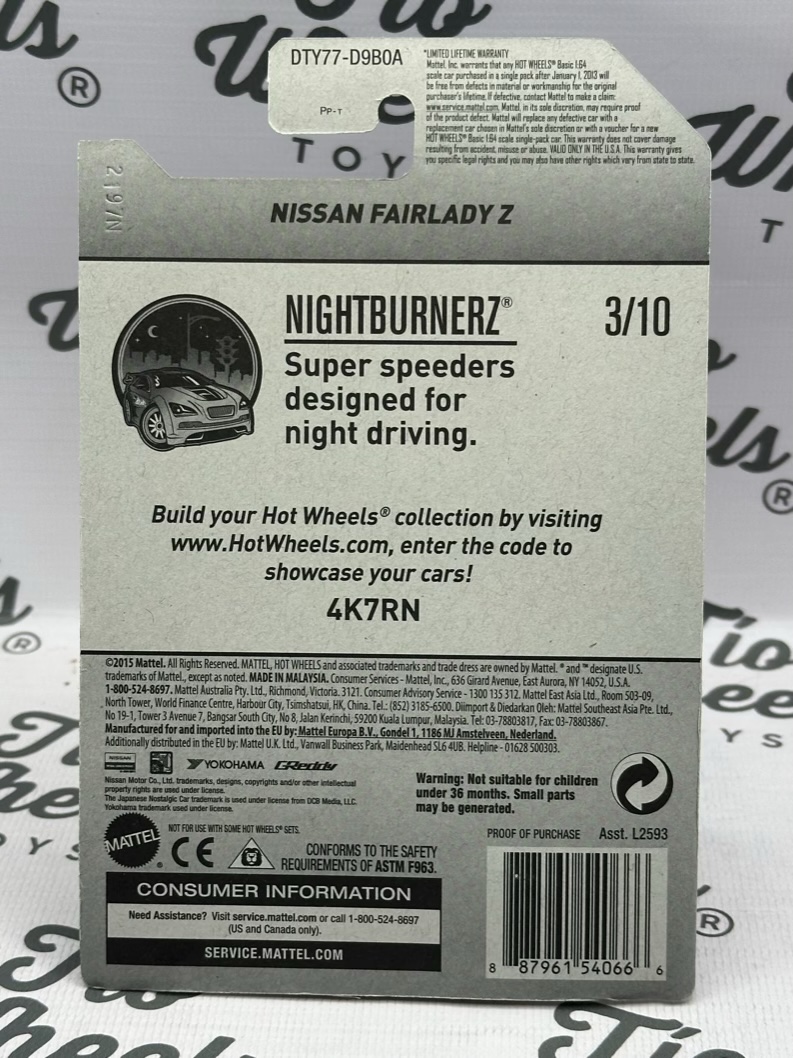 DTY77-D9B0A
PP-T
*LIMITED LIFETIME WARRANTY
Mattel, Inc. warrants that any HOT WHEELS® Basic 1:64
scale car purchased in a single pack after January 1, 2013 will
be free from defects in material or workmanship for the original
purchaser's lifetime. If defective, contact Mattel to make a claim:
www.service.mattel.com. Mattel, in its sole discretion, may require proof
of the product defect. Mattel will replace any defective car with a
replacement car chosen in Mattel's sole discretion or with a voucher for a new
HOT WHEELS® Basic 1:64 scale single-pack car. This warranty does not cover damage
resulting from accident, misuse or abuse. VALID ONLY IN THE U.S.A. This warranty gives
you specific legal rights and you may also have other rights which vary from state to state.
NISSAN FAIRLADY Z
NIGHTBURNERZ®
3/10
Super speeders
designed for
night driving.
Build your Hot Wheels® collection by visiting
www.HotWheels.com, enter the code to
showcase your cars!
4K7RN
©2015 Mattel. All Rights Reserved. MATTEL, HOT WHEELS and associated trademarks and trade dress are owned by Mattel. ® and ™ designate U.S.
trademarks of Mattel, except as noted. MADE IN MALAYSIA. Consumer Services - Mattel, Inc., 636 Girard Avenue, East Aurora, NY 14052, U.S.A.
1-800-524-8697. Mattel Australia Pty. Ltd., Richmond, Victoria. 3121. Consumer Advisory Service - 1300 135 312. Mattel East Asia Ltd., Room 503-09,
North Tower, World Finance Centre, Harbour City, Tsimshatsui, HK, China. Tel.: (852) 3185-6500. Diimport & Diedarkan Oleh: Mattel Southeast Asia Pte. Ltd.,
No 19-1, Tower 3 Avenue 7, Bangsar South City, No 8, Jalan Kerinchi, 59200 Kuala Lumpur, Malaysia. Tel: 03-78803817, Fax: 03-78803867.
Manufactured for and imported into the EU by: Mattel Europa B.V., Gondel 1, 1186 MJ Amstelveen, Nederland.
Additionally distributed in the EU by: Mattel U.K. Ltd., Vanwall Business Park, Maidenhead SL6 4UB. Helpline - 01628 500303.
NISSAN YOKOHAMA GReddy
Nissan Motor Co., Ltd. trademarks, designs, copyrights and/or other intellectual
property rights are used under license.
The Japanese Nostalgic Car trademark is used under license from DCB Media, LLC.
Yokohama trademark used under license.
Warning: Not suitable for children
under 36 months. Small parts
may be generated.
MATTEL®
NOT FOR USE WITH SOME HOT WHEELS® SETS.
CE
CONFORMS TO THE SAFETY
REQUIREMENTS OF ASTM F963.
PROOF OF PURCHASE Asst. L2593
CONSUMER INFORMATION
Need Assistance? Visit service.mattel.com or call 1-800-524-8697
(US and Canada only).
SERVICE.MATTEL.COM
8 87961 54066 6